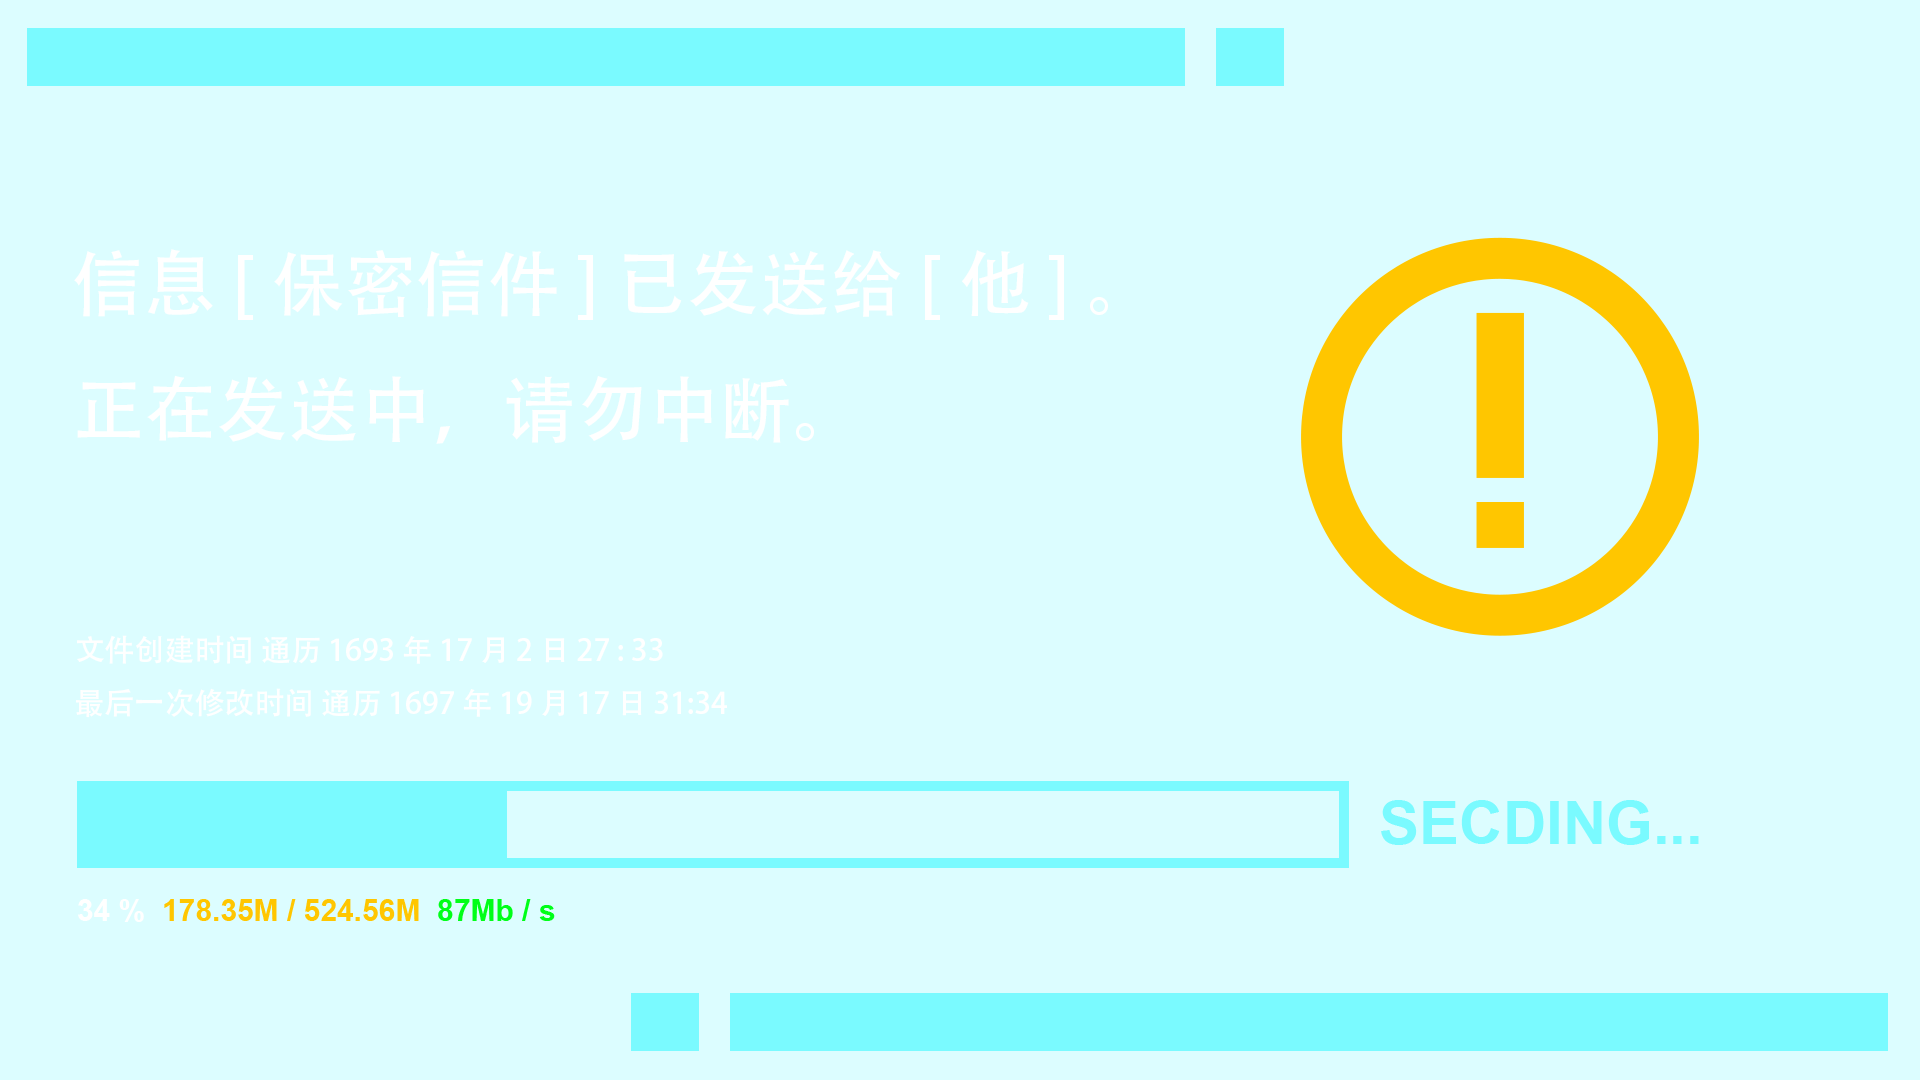 信息 [ 保密信件 ] 已发送给 [ 他 ] 。
正在发送中，请勿中断。
文件创建时间 通历 1693 年 17 月 2 日 27 : 33
最后一次修改时间 通历 1697 年 19 月 17 日 31:34
SECDING...
34 % 178.35M / 524.56M 87Mb / s